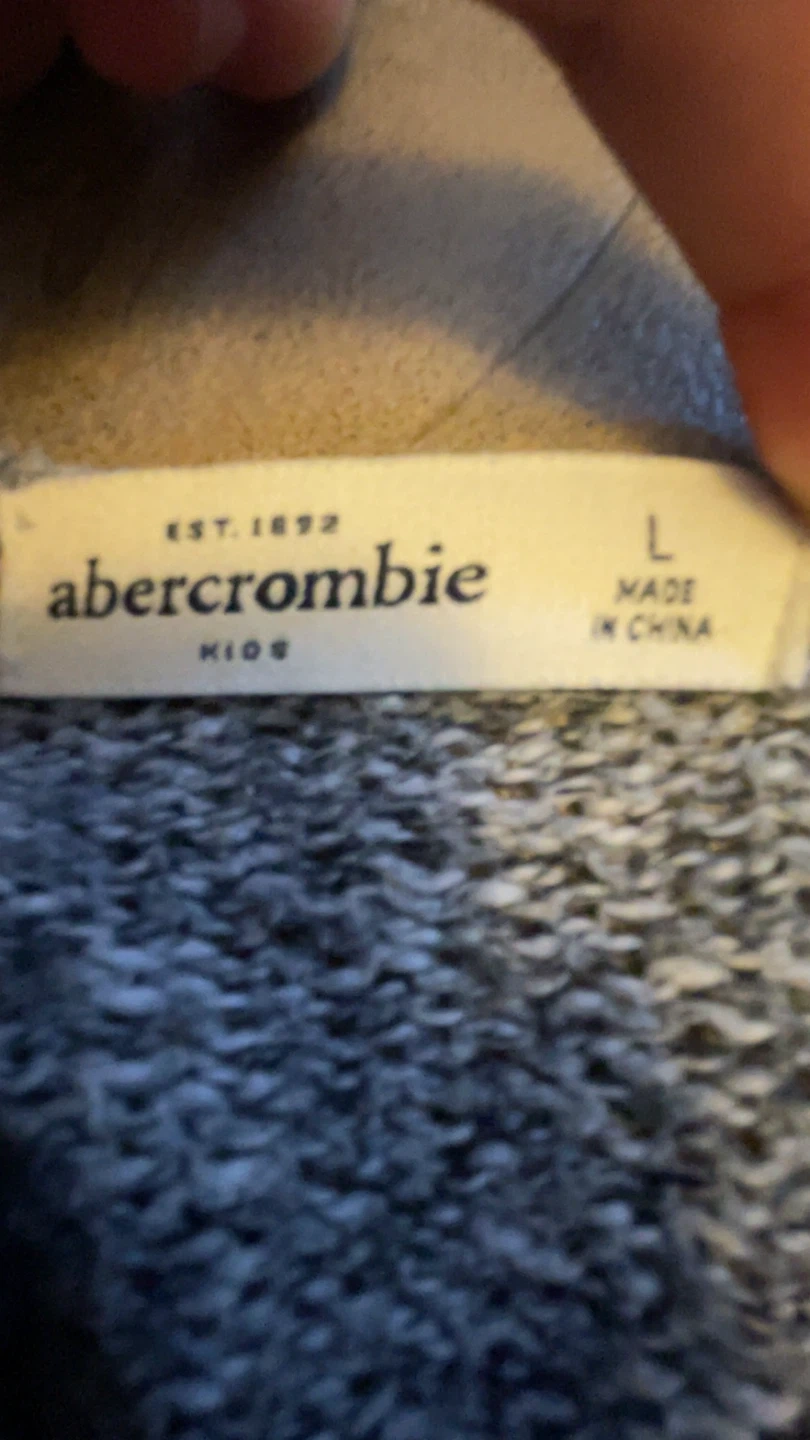 EST. 1892
abercrombie
KIDS
L
MADE
IN CHINA